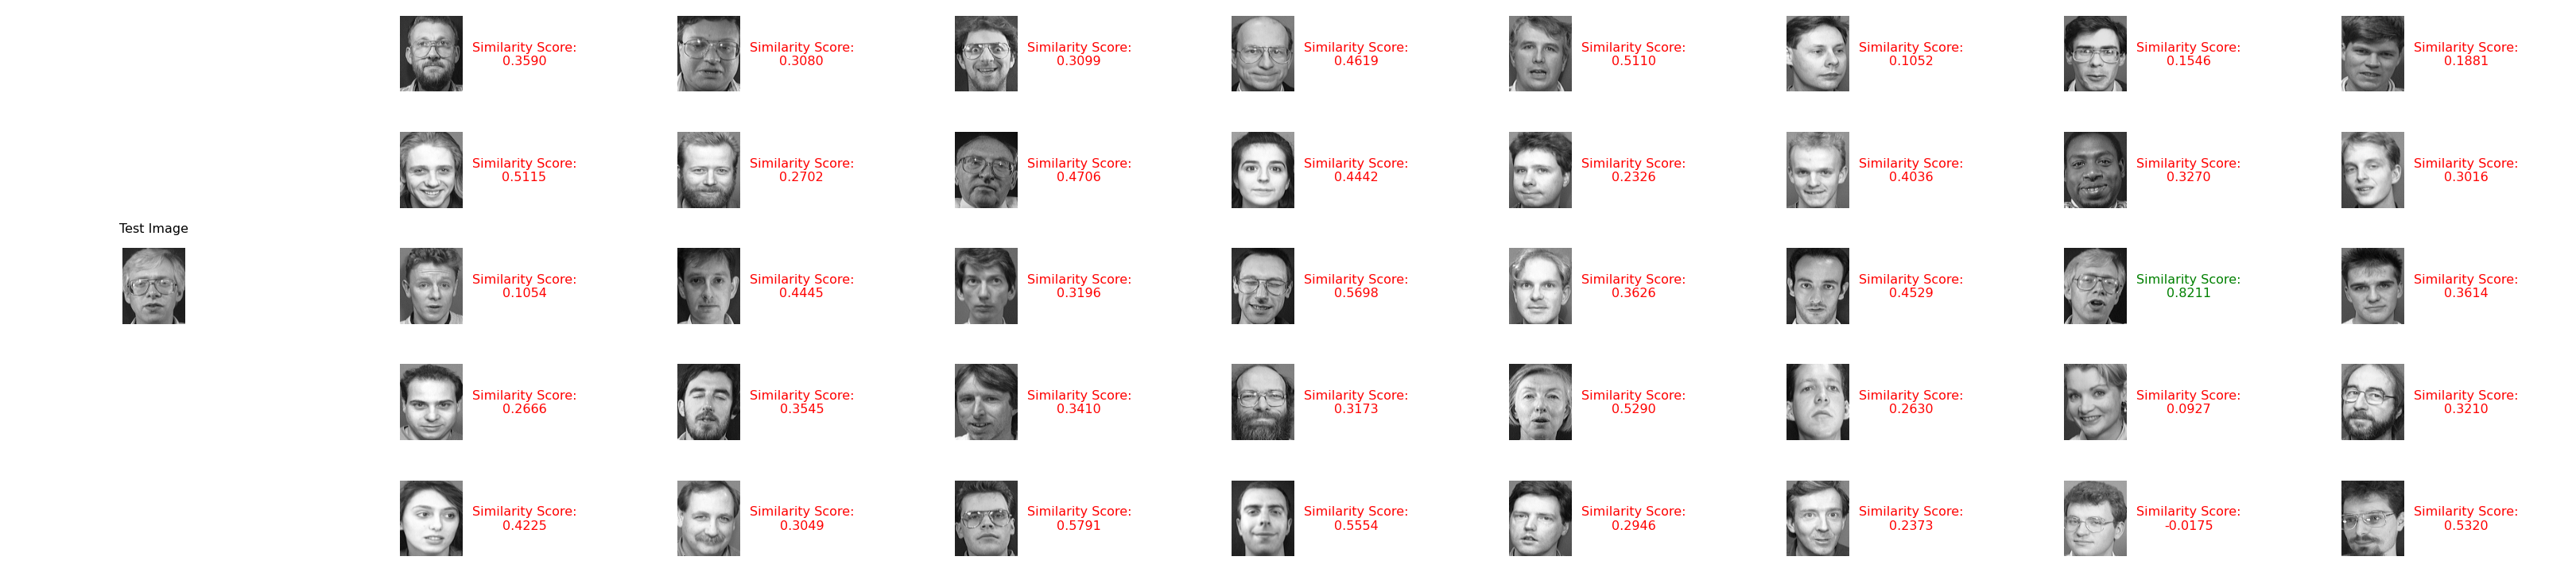 Similarity Score:
0.3590
Similarity Score:
0.3080
Similarity Score:
0.3099
Similarity Score:
0.4619
Similarity Score:
0.5110
Similarity Score:
0.1052
Similarity Score:
0.1546
Similarity Score:
0.1881
Similarity Score:
0.5115
Similarity Score:
0.2702
Similarity Score:
0.4706
Similarity Score:
0.4442
Similarity Score:
0.2326
Similarity Score:
0.4036
Similarity Score:
0.3270
Similarity Score:
0.3016
Test Image
Similarity Score:
0.1054
Similarity Score:
0.4445
Similarity Score:
0.3196
Similarity Score:
0.5698
Similarity Score:
0.3626
Similarity Score:
0.4529
Similarity Score:
0.8211
Similarity Score:
0.3614
Similarity Score:
0.2666
Similarity Score:
0.3545
Similarity Score:
0.3410
Similarity Score:
0.3173
Similarity Score:
0.5290
Similarity Score:
0.2630
Similarity Score:
0.0927
Similarity Score:
0.3210
Similarity Score:
0.4225
Similarity Score:
0.3049
Similarity Score:
0.5791
Similarity Score:
0.5554
Similarity Score:
0.2946
Similarity Score:
0.2373
Similarity Score:
-0.0175
Similarity Score:
0.5320